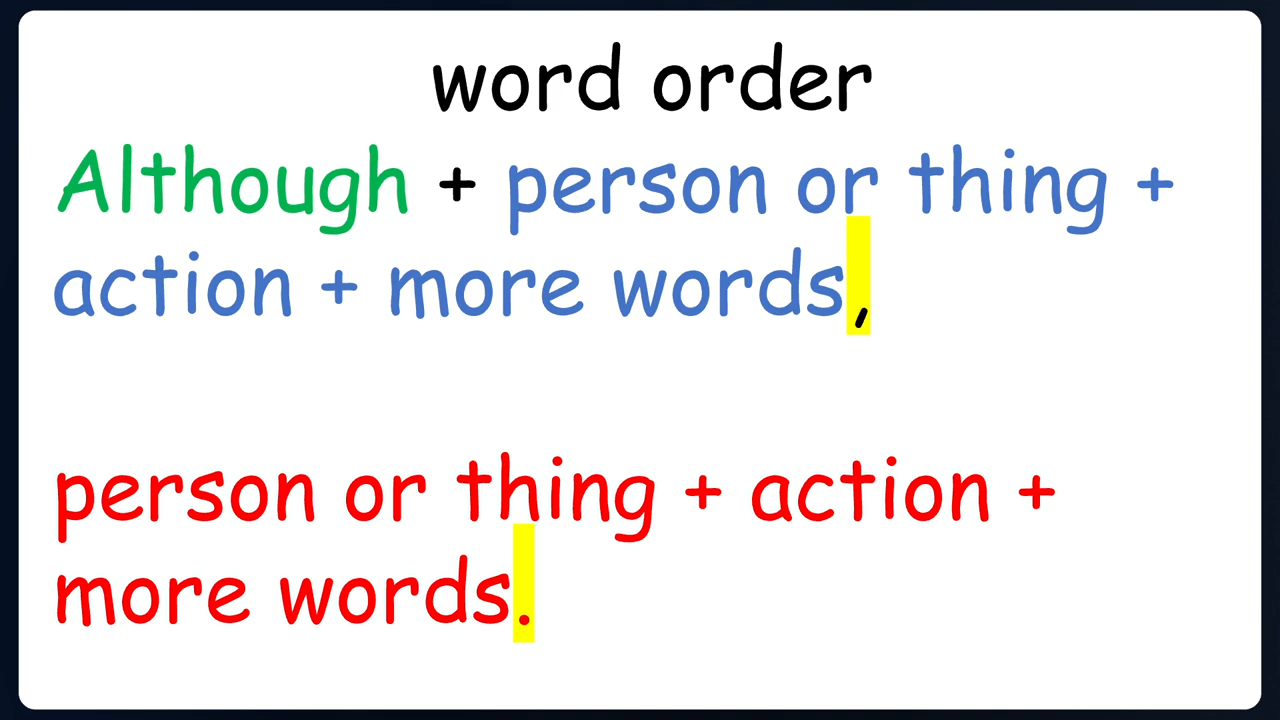 word order
Although + person or thing +
action + more words,
person or thing + action +
more words.